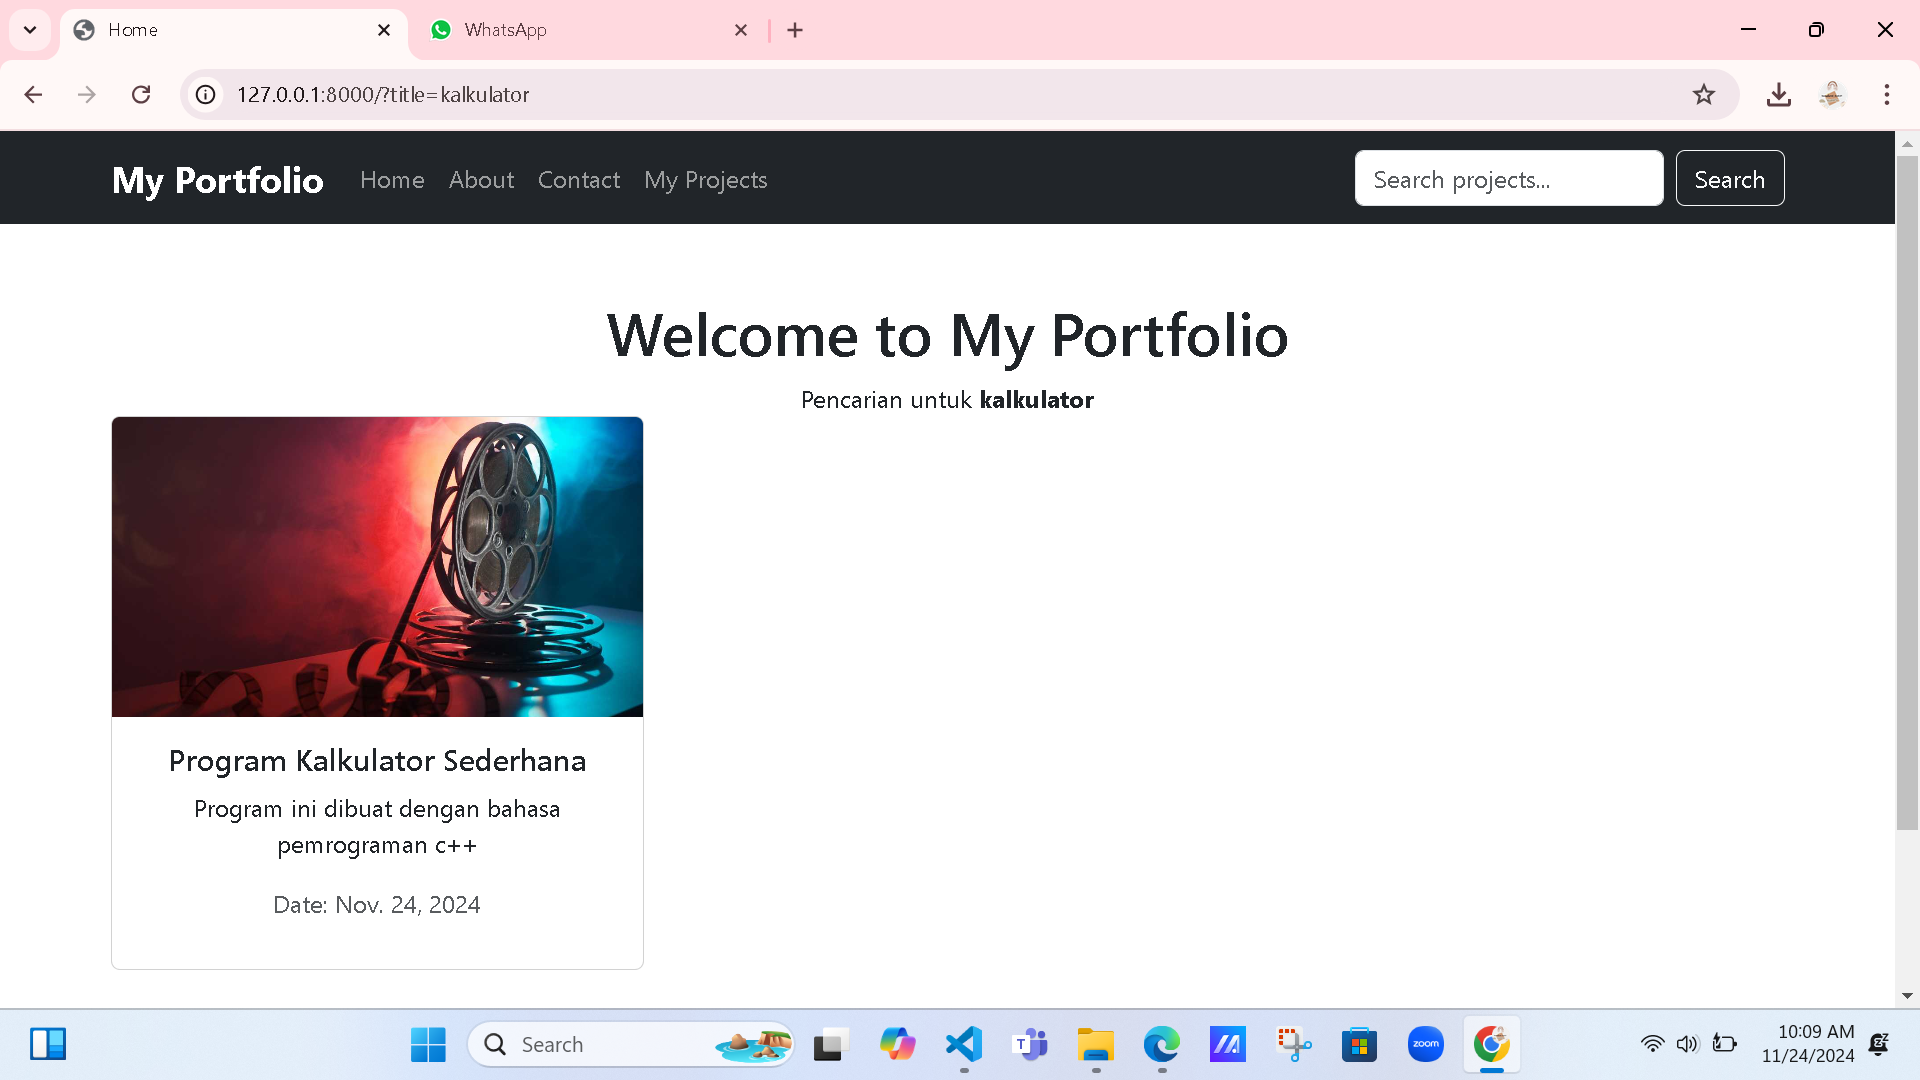 Home
WhatsApp
127.0.0.1:8000/?title=kalkulator
My Portfolio
Home
About
Contact
My Projects
Search projects...
Search
Welcome to My Portfolio
Pencarian untuk kalkulator
Program Kalkulator Sederhana
Program ini dibuat dengan bahasa
pemrograman c++
Date: Nov. 24, 2024
Search
zoom
10:09 AM
11/24/2024